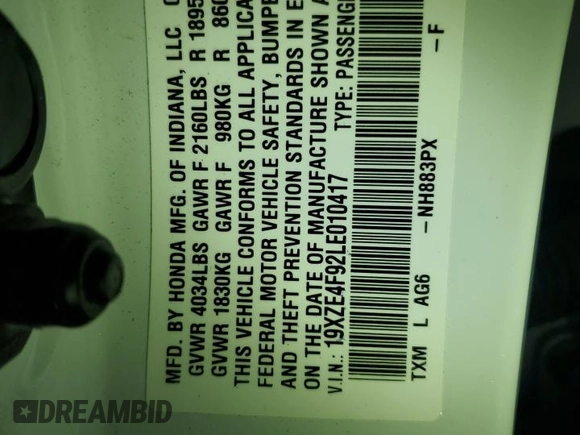 MFD. BY HONDA MFG. OF INDIANA, LLC
GVWR 4034LBS GAWR F 2160LBS R 1895
GVWR 1830KG GAWR F 980KG R 860
THIS VEHICLE CONFORMS TO ALL APPLICA
FEDERAL MOTOR VEHICLE SAFETY, BUMPE
AND THEFT PREVENTION STANDARDS IN E
ON THE DATE OF MANUFACTURE SHOWN A
V.I.N.: 19XZE4F92LE010417 TYPE: PASSENG
TXM L AG6 -NH883PX -F
DREAMBID